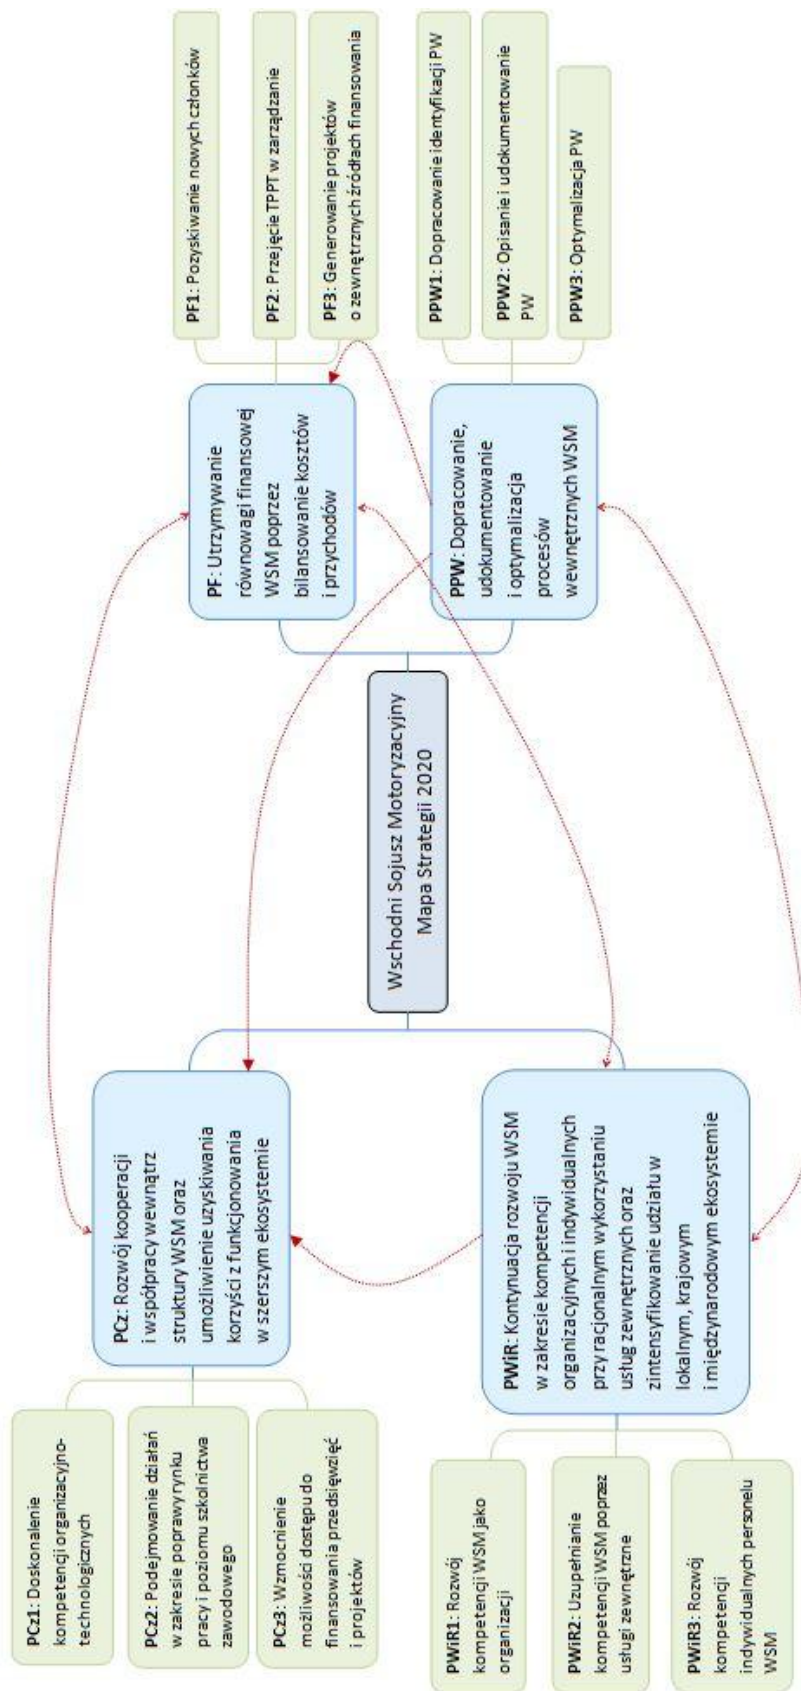 PCz1: Doskonalenie
kompetencji organizacyjno-
technologicznych
PCz2: Podejmowanie działań
w zakresie poprawy rynku
pracy i poziomu szkolnictwa
zawodowego
PCz3: Wzmocnienie
możliwości dostępu do
finansowania przedsięwzięć
i projektów
PCz: Rozwój kooperacji
i współpracy wewnątrz
struktury WSM oraz
umożliwienie uzyskiwania
korzyści z funkcjonowania
w szerszym ekosystemie
PF: Utrzymywanie
równowagi finansowej
WSM poprzez
bilansowanie kosztów
i przychodów
PF1: Pozyskiwanie nowych członków
PF2: Przejęcie TPPT w zarządzanie
PF3: Generowanie projektów
o zewnętrznych źródłach finansowania
Wschodni Sojusz Motoryzacyjny
Mapa Strategii 2020
PWiR1: Rozwój
kompetencji WSM jako
organizacji
PWiR2: Uzupełnianie
kompetencji WSM poprzez
usługi zewnętrzne
PWiR3: Rozwój
kompetencji
indywidualnych personelu
WSM
PWiR: Kontynuacja rozwoju WSM
w zakresie kompetencji
organizacyjnych i indywidualnych
przy racjonalnym wykorzystaniu
usług zewnętrznych oraz
zintensyfikowanie udziału w
lokalnym, krajowym
i międzynarodowym ekosystemie
PPW: Dopracowanie,
udokumentowanie
i optymalizacja
procesów
wewnętrznych WSM
PPW1: Dopracowanie identyfikacji PW
PPW2: Opisanie i udokumentowanie
PW
PPW3: Optymalizacja PW